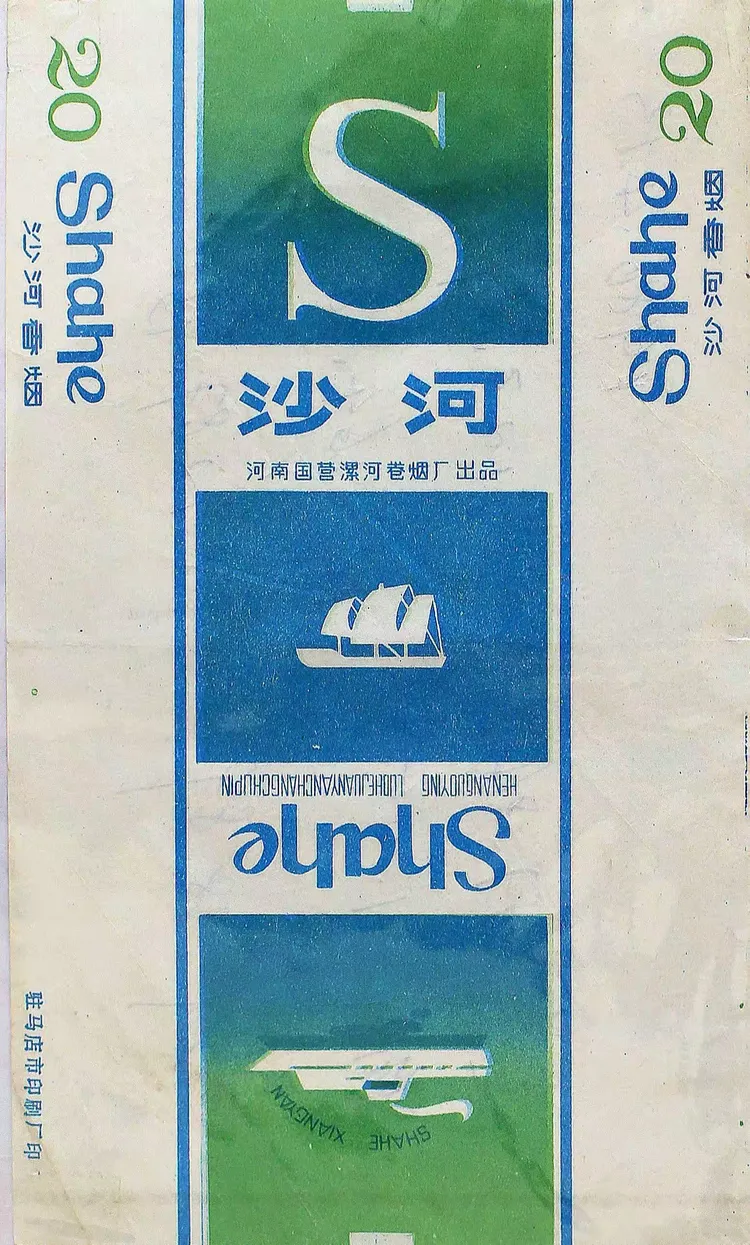 20
Shahe
沙河香烟
S
沙河
河南国营漯河卷烟厂出品
HENANGUOYING LUOHEJUANYANCHANGCHUPIN
Shahe
SHAHE XIANGYAN
20
Shahe
沙河香烟
驻马店市印刷厂印